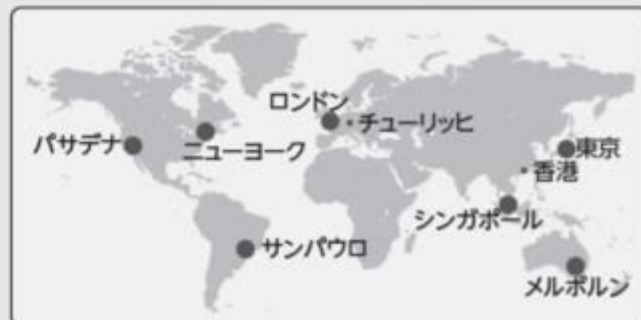 ロンドン
チューリッヒ
パサデナ
ニューヨーク
東京
香港
シンガポール
サンパウロ
メルボルン